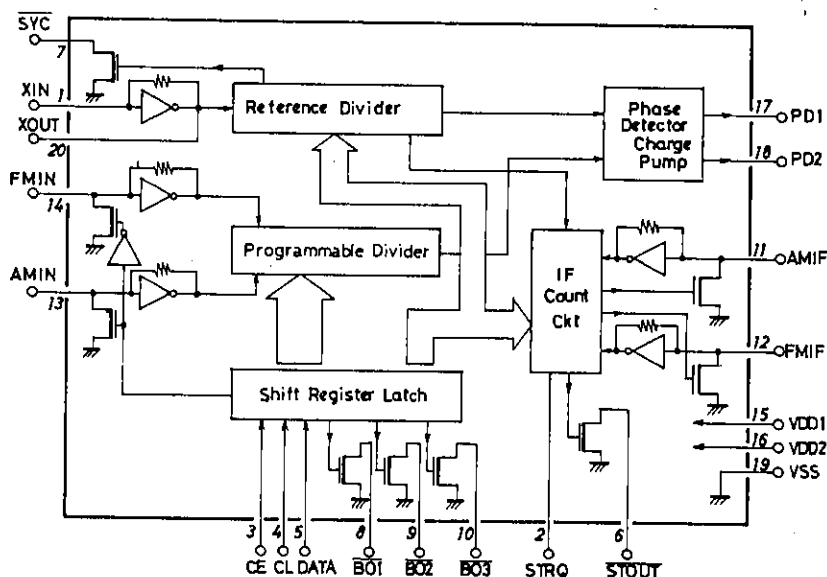 SYC
7
XIN
1
Reference Divider
Phase
Detector
Charge
Pump
17
PD1
XOUT
20
18
PD2
FMIN
14
Programmable Divider
IF
Count
Ckt
11
AMIF
AMIN
13
12
FMIF
Shift Register Latch
15
VDD1
16
VDD2
19
VSS
3
4
5
8
9
10
2
6
CE
CL
DATA
BO1
BO2
BO3
STRQ
STOUT